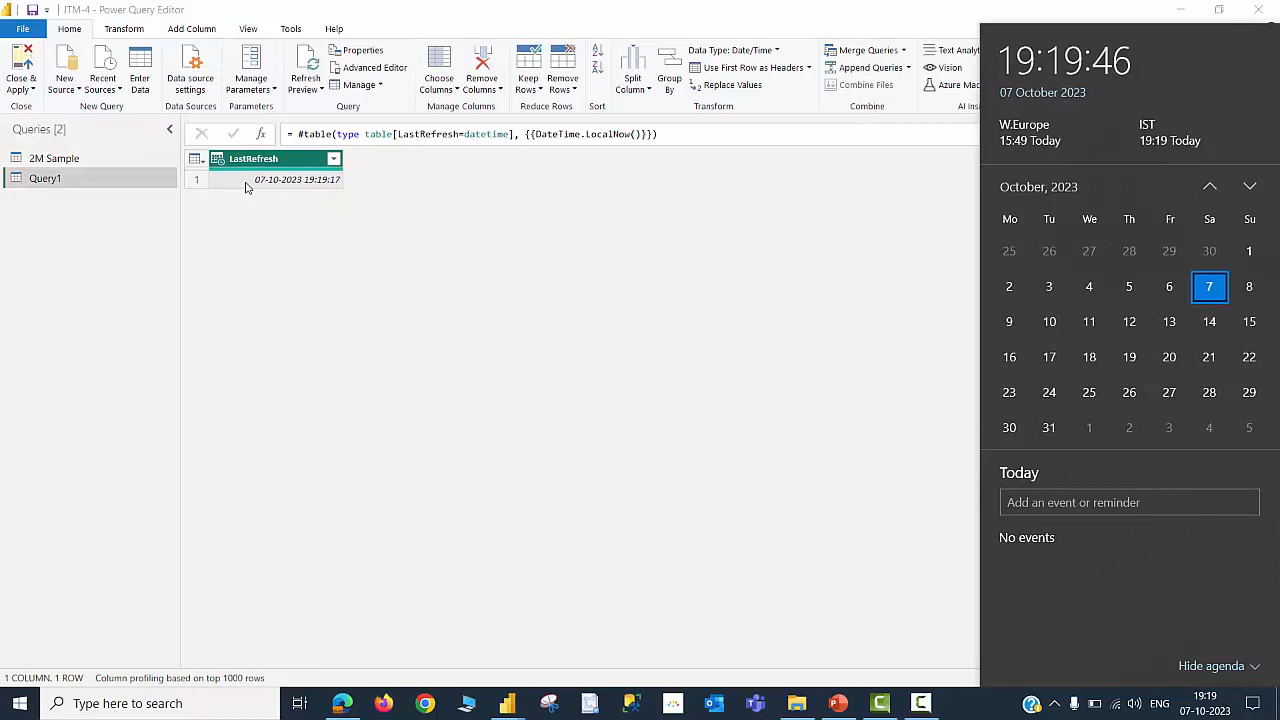 JTM-4 - Power Query Editor
File Home Transform Add Column View Tools Help
Close & Apply
New Source
Recent Sources
Enter Data
Data source settings
Manage Parameters
Refresh Preview
Properties
Advanced Editor
Manage
Choose Columns
Remove Columns
Keep Rows
Remove Rows
Split Column
Group By
Data Type: Date/Time
Use First Row as Headers
Replace Values
Merge Queries
Append Queries
Combine Files
Text Analyt
Vision
Azure Mac
Close
New Query
Data Sources
Parameters
Query
Manage Columns
Reduce Rows
Sort
Transform
Combine
AI Ins
Queries [2]
2M Sample
Query1
= #table(type table[LastRefresh=datetime], {{DateTime.LocalNow()}})
LastRefresh
1 07-10-2023 19:19:17
19:19:46
07 October 2023
W.Europe IST
15:49 Today 19:19 Today
October, 2023
Mo Tu We Th Fr Sa Su
25 26 27 28 29 30 1
2 3 4 5 6 7 8
9 10 11 12 13 14 15
16 17 18 19 20 21 22
23 24 25 26 27 28 29
30 31 1 2 3 4 5
Today
Add an event or reminder
No events
Hide agenda
1 COLUMN, 1 ROW Column profiling based on top 1000 rows
Type here to search
ENG
19:19
07-10-2023